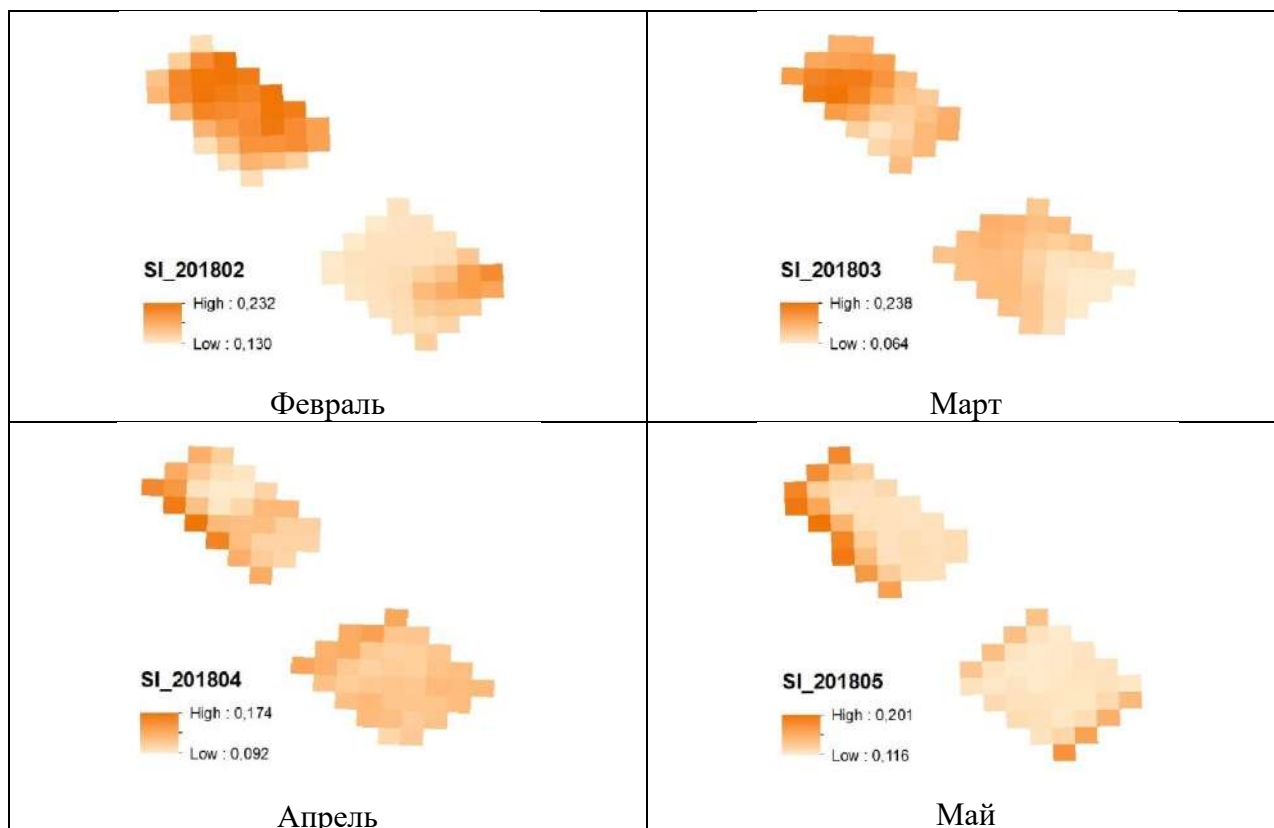 SI_201802
High : 0,232
Low : 0,130
Февраль
SI_201803
High : 0,238
Low : 0,064
Март
SI_201804
High : 0,174
Low : 0,092
Апрель
SI_201805
High : 0,201
Low : 0,116
Май